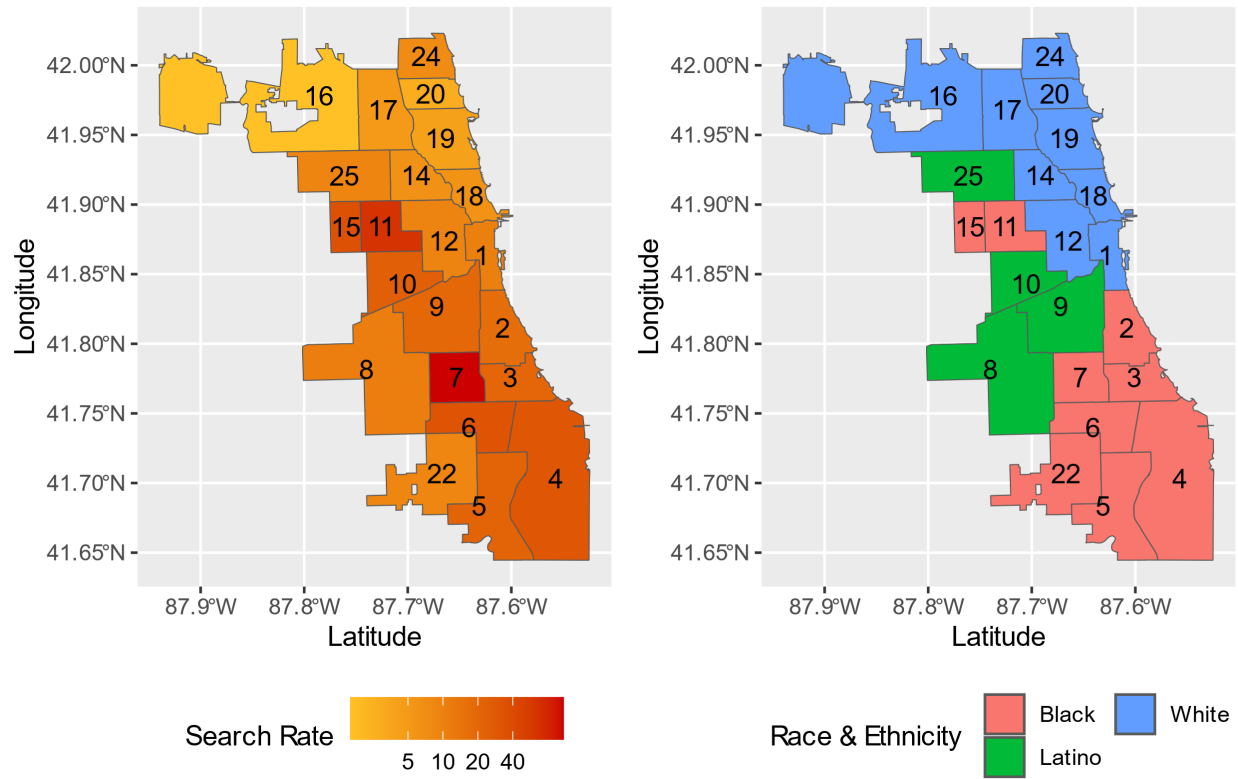 42.00°N
41.95°N
41.90°N
41.85°N
41.80°N
41.75°N
41.70°N
41.65°N
Longitude
24
16
20
17
19
25
14
18
15
11
12
1
10
9
2
8
7
3
6
22
4
5
87.9°W 87.8°W 87.7°W 87.6°W
Latitude
Search Rate
5 10 20 40
42.00°N
41.95°N
41.90°N
41.85°N
41.80°N
41.75°N
41.70°N
41.65°N
Longitude
24
16
20
17
19
25
14
18
15
11
12
1
10
9
2
8
7
3
6
22
4
5
87.9°W 87.8°W 87.7°W 87.6°W
Latitude
Race & Ethnicity
Black White
Latino